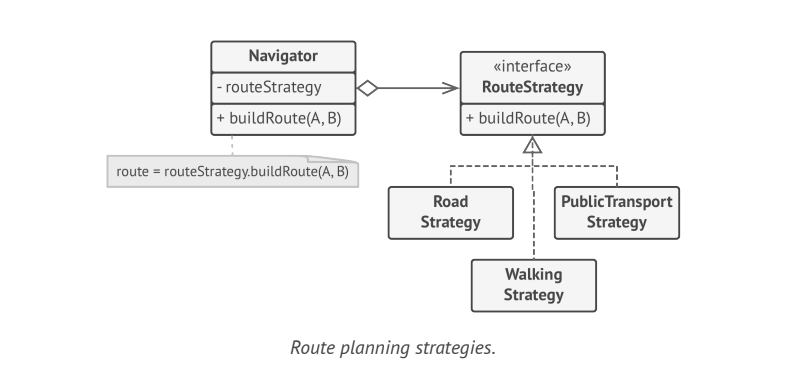 Navigator
- routeStrategy
+ buildRoute(A, B)
route = routeStrategy.buildRoute(A, B)
«interface»
RouteStrategy
+ buildRoute(A, B)
Road
Strategy
PublicTransport
Strategy
Walking
Strategy
Route planning strategies.